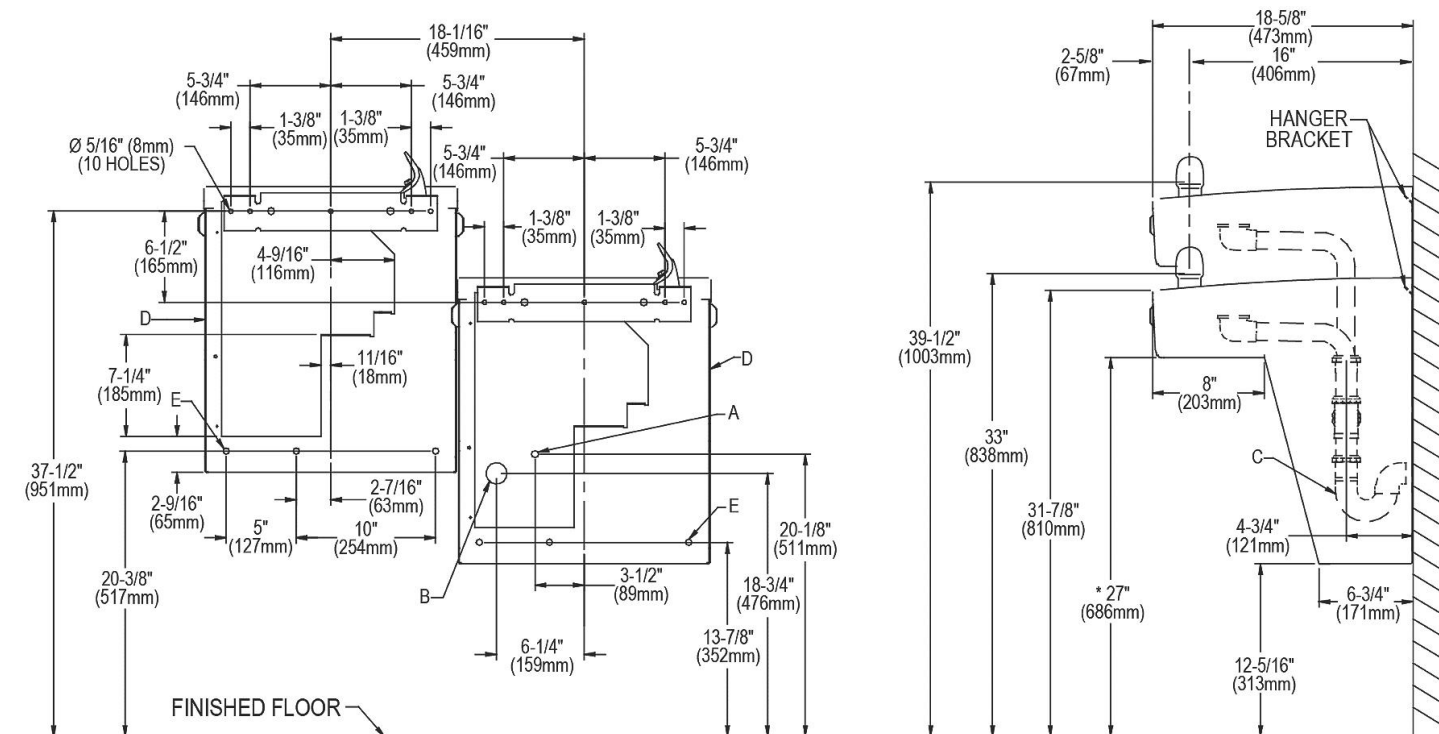 18-1/16"
(459mm)
5-3/4"
(146mm)
5-3/4"
(146mm)
1-3/8"
(35mm)
1-3/8"
(35mm)
Ø 5/16" (8mm)
(10 HOLES)
5-3/4"
(146mm)
5-3/4"
(146mm)
1-3/8"
(35mm)
1-3/8"
(35mm)
6-1/2"
(165mm)
4-9/16"
(116mm)
D
11/16"
(18mm)
7-1/4"
(185mm)
E
D
A
37-1/2"
(951mm)
2-9/16"
(65mm)
2-7/16"
(63mm)
5"
(127mm)
10"
(254mm)
E
20-1/8"
(511mm)
20-3/8"
(517mm)
B
3-1/2"
(89mm)
18-3/4"
(476mm)
6-1/4"
(159mm)
13-7/8"
(352mm)
FINISHED FLOOR
18-5/8"
(473mm)
2-5/8"
(67mm)
16"
(406mm)
HANGER
BRACKET
39-1/2"
(1003mm)
8"
(203mm)
33"
(838mm)
C
31-7/8"
(810mm)
4-3/4"
(121mm)
* 27"
(686mm)
6-3/4"
(171mm)
12-5/16"
(313mm)